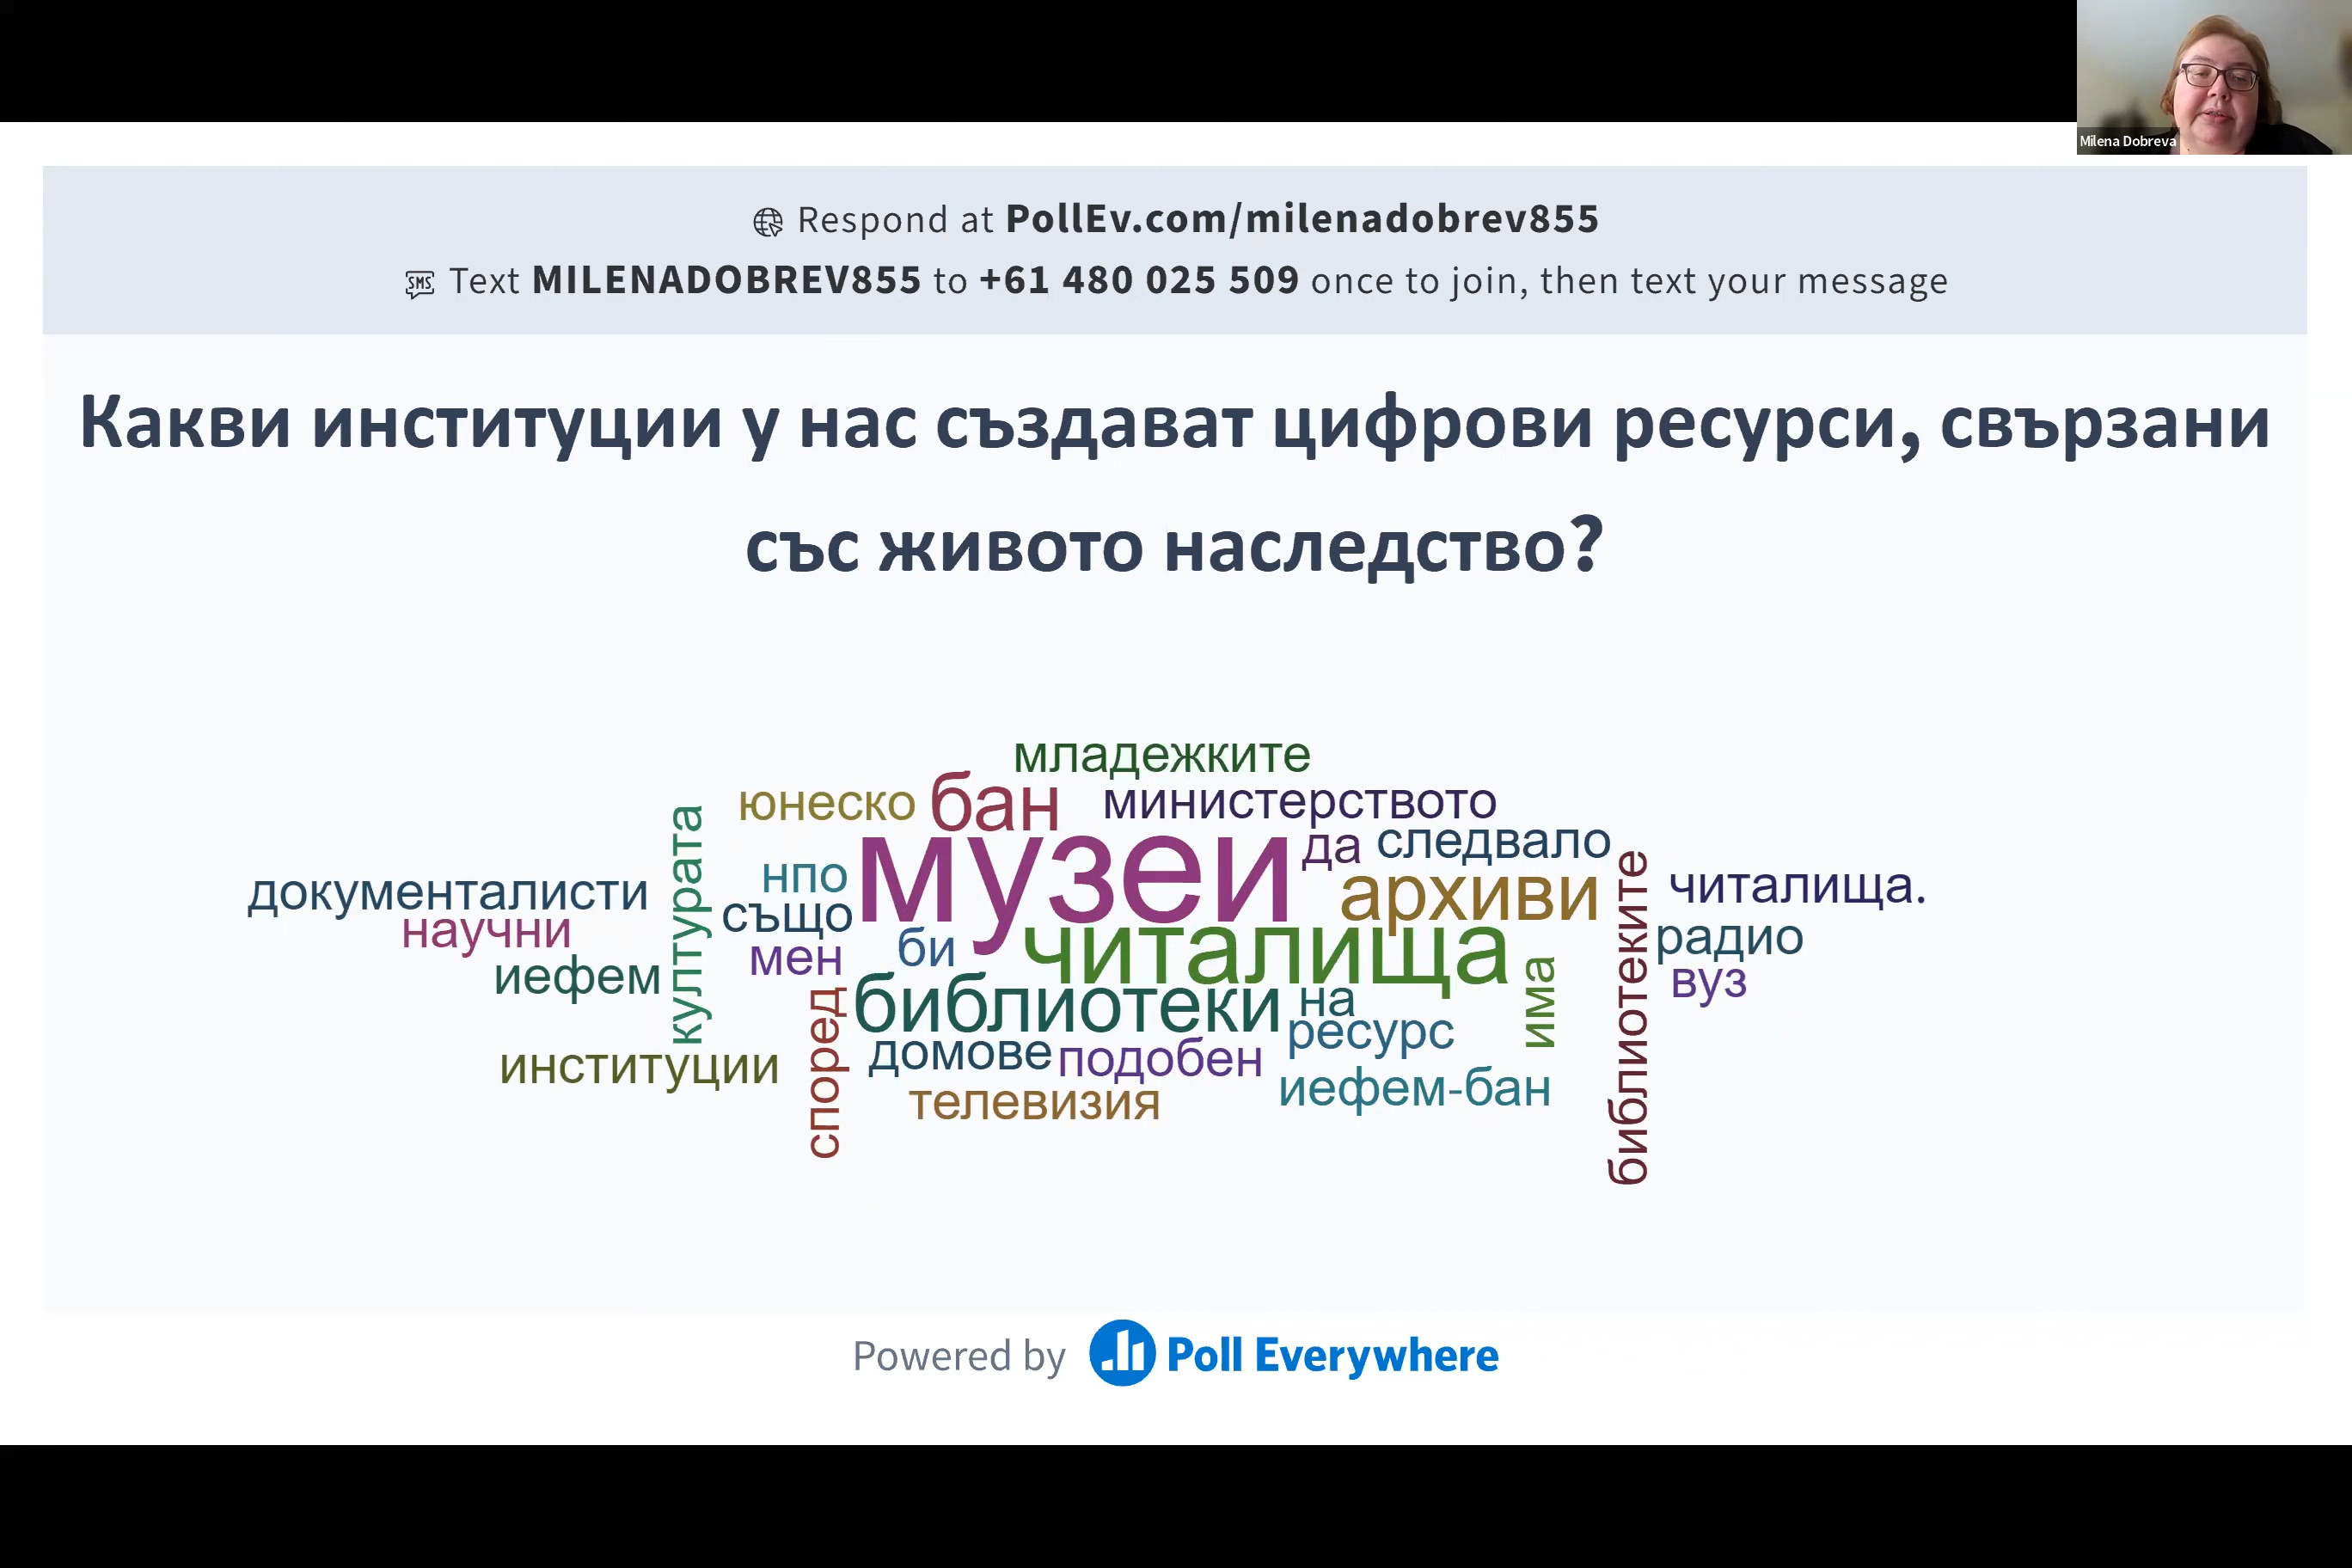 Milena Dobreva
Respond at PollEv.com/milenadobrev855
SMS Text MILENADOBREV855 to +61 480 025 509 once to join, then text your message
Какви институции у нас създават цифрови ресурси, свързани
със живото наследство?
младежките
юнеско бан министерството
музеи да следвало
нпо
документалисти
културата
също
архиви
читалища.
научни
мен
би
читалища
библиотеките
радио
иефем
вуз
библиотеки на
има
ресурс
според
институции
домове подобен
иефем-бан
телевизия
Powered by Poll Everywhere